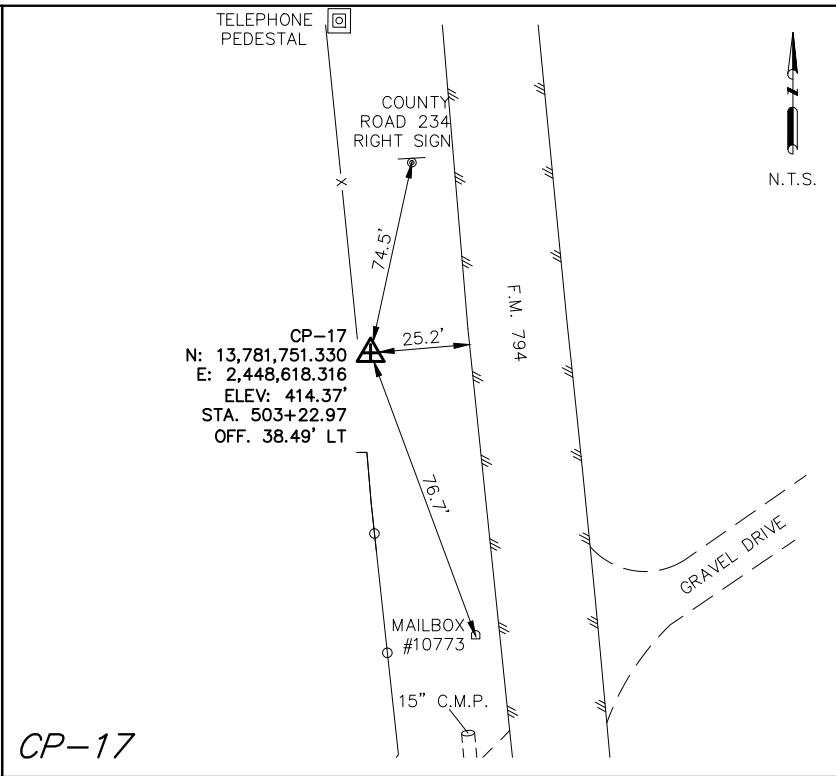 TELEPHONE
PEDESTAL
COUNTY
ROAD 234
RIGHT SIGN
N
N.T.S.
74.5'
F.M. 794
CP-17
N: 13,781,751.330
E: 2,448,618.316
ELEV: 414.37'
STA. 503+22.97
OFF. 38.49' LT
25.2'
76.7'
GRAVEL DRIVE
MAILBOX
#10773
15" C.M.P.
CP-17